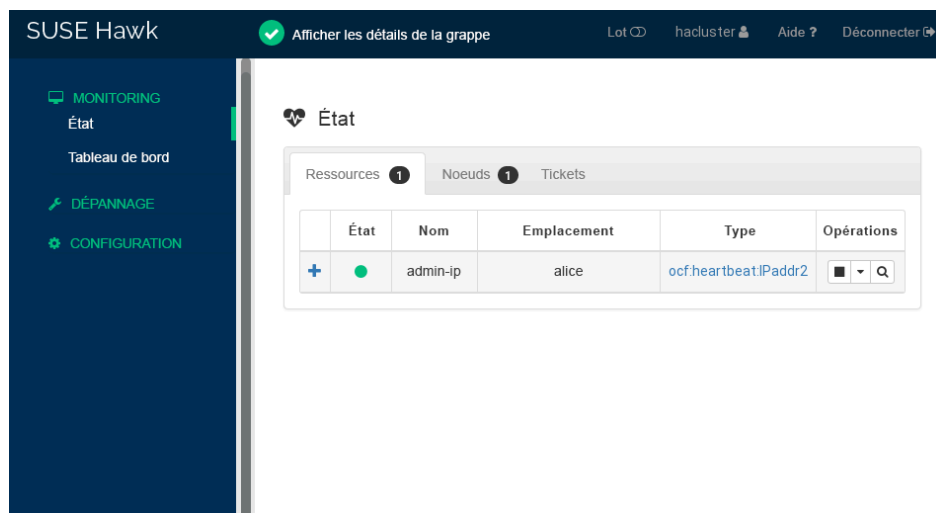 SUSE Hawk
Afficher les détails de la grappe
Lot
hacluster
Aide ?
Déconnecter
MONITORING
État
Tableau de bord
DÉPANNAGE
CONFIGURATION
État
Ressources 1 Noeuds 1 Tickets
État Nom Emplacement Type Opérations
admin-ip alice ocf:heartbeat:IPaddr2